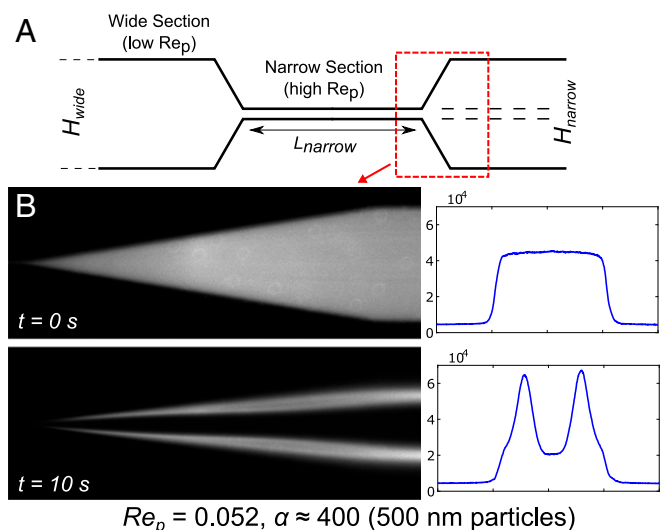 A
Wide Section
(low Rep)
Narrow Section
(high Rep)
Hwide
Lnarrow
Hnarrow
B
t = 0 s
10⁴
6
4
2
0
t = 10 s
10⁴
8
6
4
2
0
Rep = 0.052, α ≈ 400 (500 nm particles)